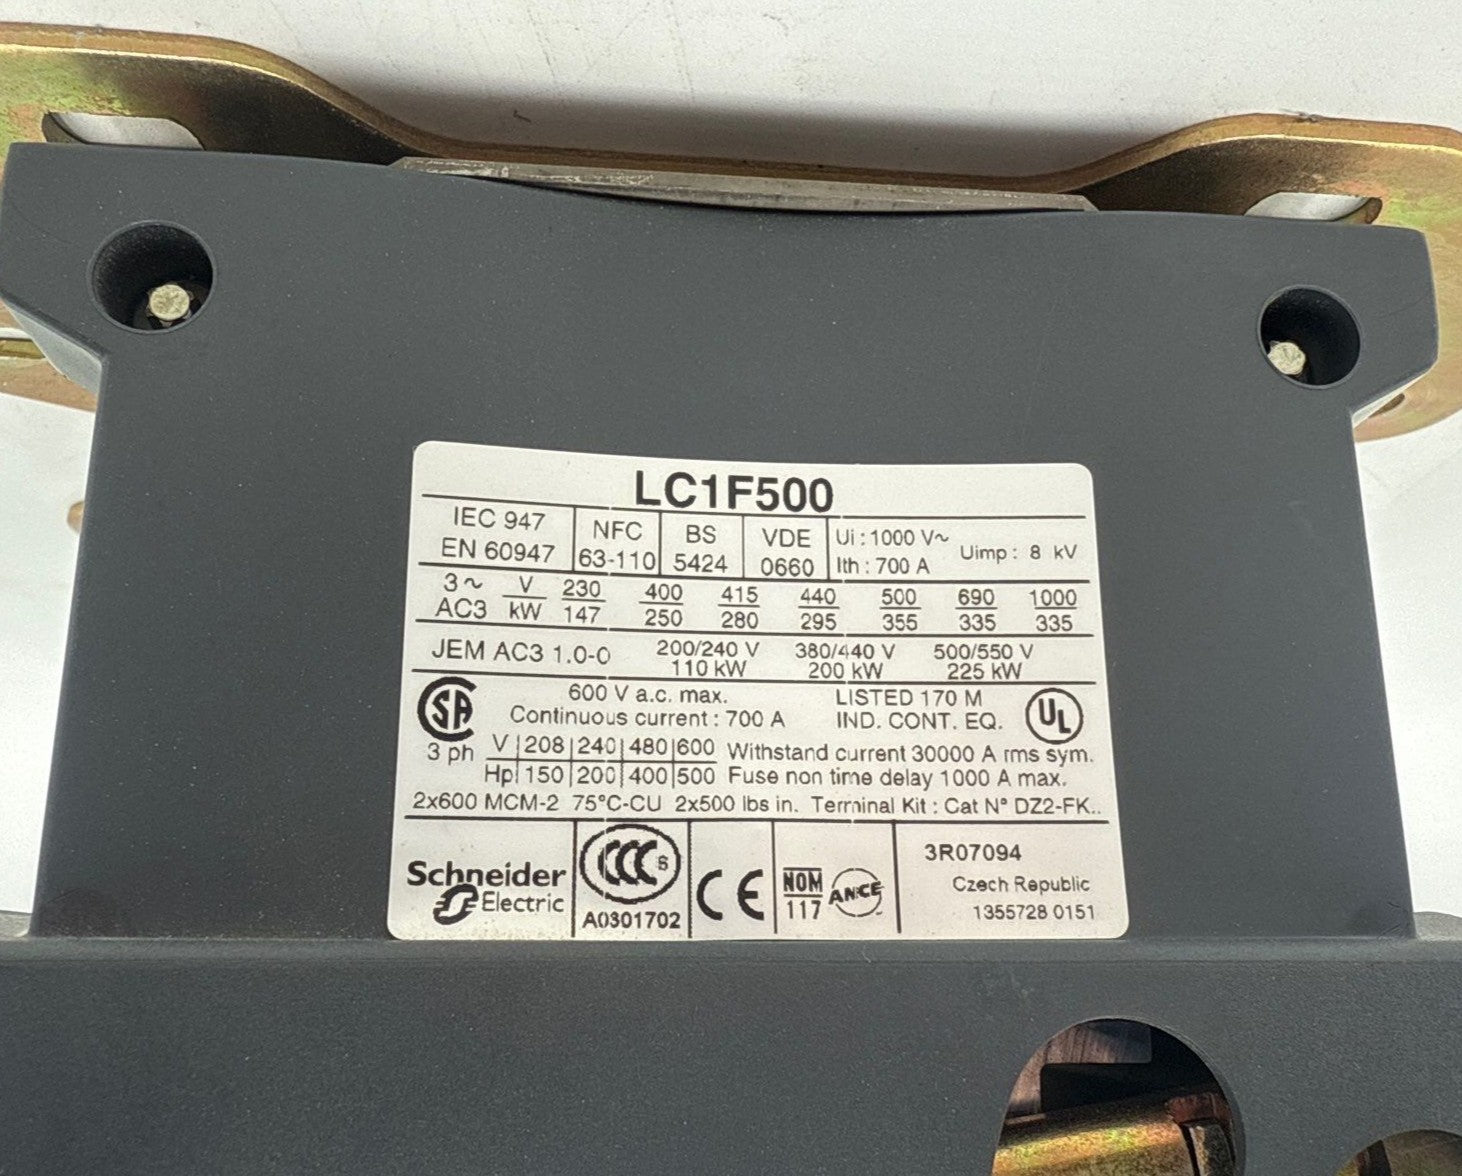 LC1F500
IEC 947 NFC BS VDE Ui : 1000 V~ Uimp : 8 kV
EN 60947 63-110 5424 0660 Ith : 700 A
3~ V 230 400 415 440 500 690 1000
AC3 kW 147 250 280 295 355 335 335
JEM AC3 1.0-0 200/240 V 380/440 V 500/550 V
110 kW 200 kW 225 kW
SA 600 V a.c. max. LISTED 170 M UL
Continuous current : 700 A IND. CONT. EQ.
3 ph V 208 240 480 600 Withstand current 30000 A rms sym.
Hp 150 200 400 500 Fuse non time delay 1000 A max.
2x600 MCM-2 75°C-CU 2x500 lbs in. Terminal Kit : Cat N° DZ2-FK..
Schneider Electric
CCC S
A0301702
CE
NOM
117
ANCE
3R07094
Czech Republic
1355728 0151